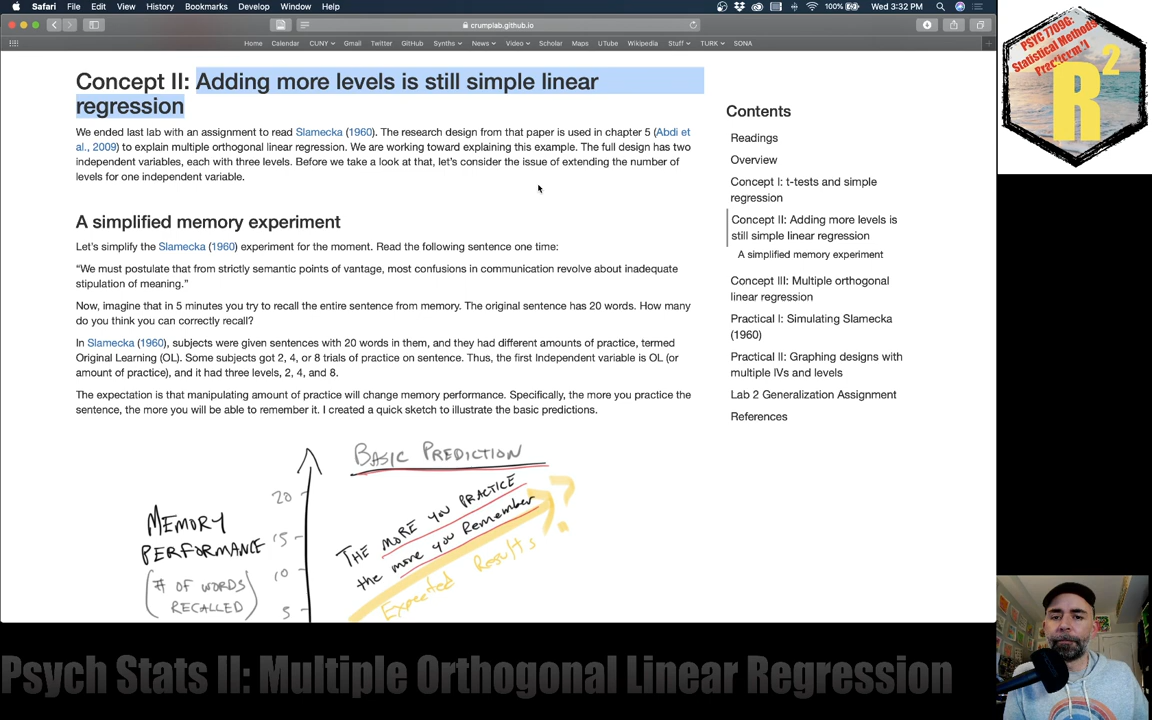 Safari File Edit View History Bookmarks Develop Window Help
100% Wed 3:32 PM
crumplab.github.io
Home Calendar CUNY Gmail Twitter GitHub Synths News Video Scholar Maps UTube Wikipedia Stuff TURK SONA
Concept II: Adding more levels is still simple linear
regression
We ended last lab with an assignment to read Slamecka (1960). The research design from that paper is used in chapter 5 (Abdi et
al., 2009) to explain multiple orthogonal linear regression. We are working toward explaining this example. The full design has two
independent variables, each with three levels. Before we take a look at that, let's consider the issue of extending the number of
levels for one independent variable.
A simplified memory experiment
Let's simplify the Slamecka (1960) experiment for the moment. Read the following sentence one time:
“We must postulate that from strictly semantic points of vantage, most confusions in communication revolve about inadequate
stipulation of meaning.”
Now, imagine that in 5 minutes you try to recall the entire sentence from memory. The original sentence has 20 words. How many
do you think you can correctly recall?
In Slamecka (1960), subjects were given sentences with 20 words in them, and they had different amounts of practice, termed
Original Learning (OL). Some subjects got 2, 4, or 8 trials of practice on sentence. Thus, the first Independent variable is OL (or
amount of practice), and it had three levels, 2, 4, and 8.
The expectation is that manipulating amount of practice will change memory performance. Specifically, the more you practice the
sentence, the more you will be able to remember it. I created a quick sketch to illustrate the basic predictions.
BASIC PREDICTION
20
15
10
5
MEMORY
PERFORMANCE
(# OF WORDS
RECALLED)
THE MORE YOU PRACTICE
the more you Remember
Expected Results
??
Contents
Readings
Overview
Concept I: t-tests and simple
regression
Concept II: Adding more levels is
still simple linear regression
A simplified memory experiment
Concept III: Multiple orthogonal
linear regression
Practical I: Simulating Slamecka
(1960)
Practical II: Graphing designs with
multiple IVs and levels
Lab 2 Generalization Assignment
References
PSYC 7709G:
Statistical Methods
Practicum 1
R2
Psych Stats II: Multiple Orthogonal Linear Regression